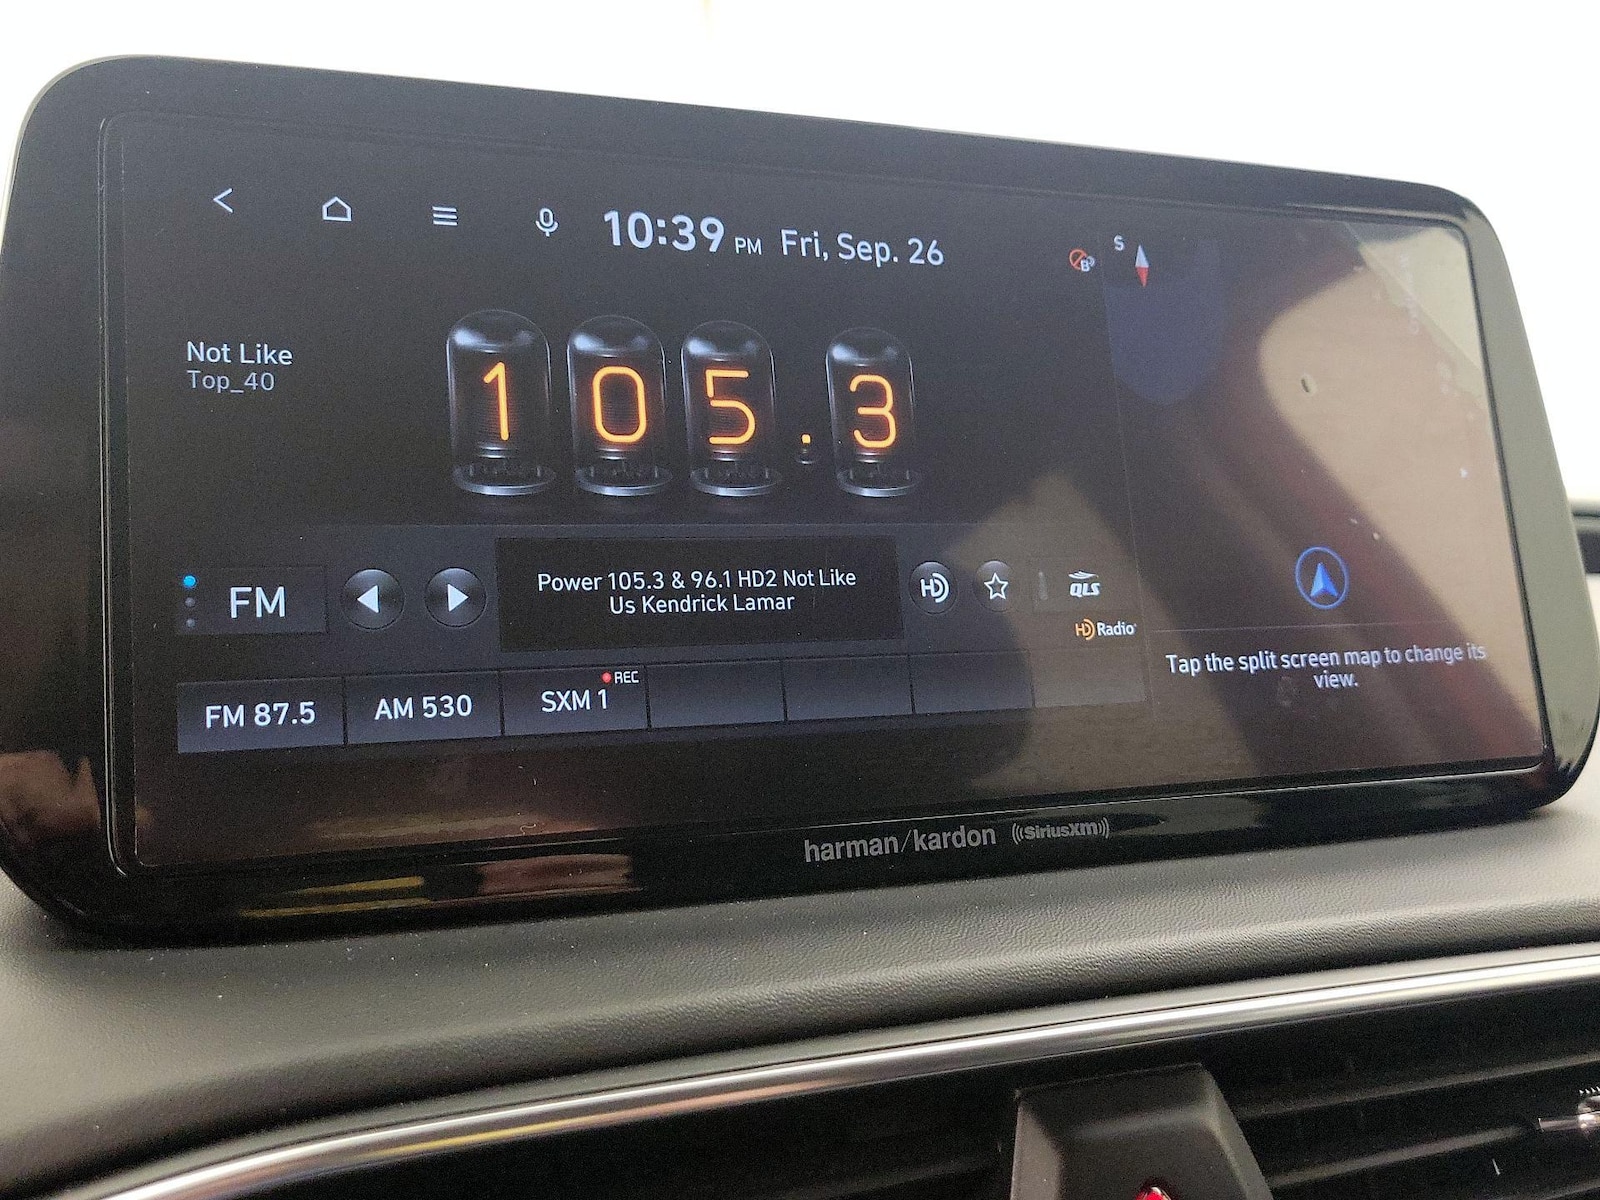 10:39 PM Fri, Sep. 26
S
B
Not Like
Top_40
105.3
FM
Power 105.3 & 96.1 HD2 Not Like
Us Kendrick Lamar
HD
QLS
HD Radio
Tap the split screen map to change its
view.
FM 87.5
AM 530
SXM 1
REC
harman/kardon
((SiriusXM))